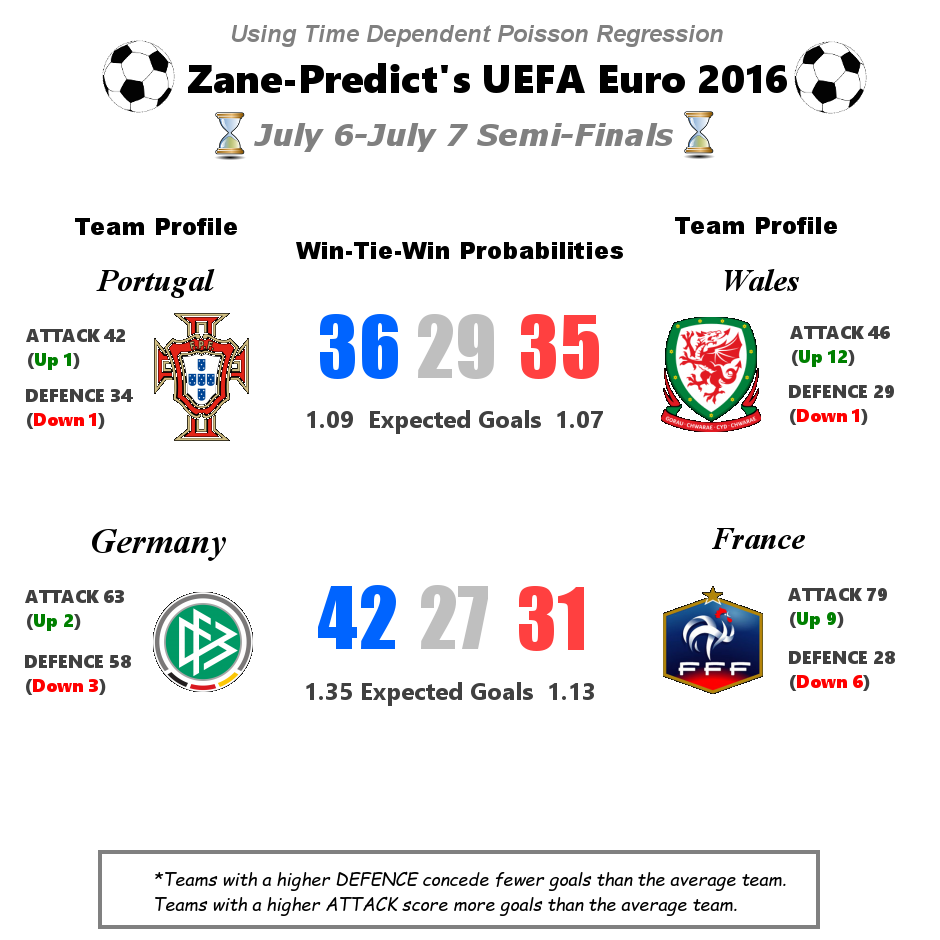 Using Time Dependent Poisson Regression
Zane-Predict's UEFA Euro 2016
July 6-July 7 Semi-Finals
Team Profile
Win-Tie-Win Probabilities
Team Profile
Portugal
Wales
ATTACK 42
(Up 1)
DEFENCE 34
(Down 1)
36 29 35
1.09 Expected Goals 1.07
ATTACK 46
(Up 12)
DEFENCE 29
(Down 1)
GORAU · CHWARAE · CYD · CHWARAE
Germany
France
ATTACK 63
(Up 2)
DEFENCE 58
(Down 3)
DFB
42 27 31
1.35 Expected Goals 1.13
FFF
ATTACK 79
(Up 9)
DEFENCE 28
(Down 6)
*Teams with a higher DEFENCE concede fewer goals than the average team.
Teams with a higher ATTACK score more goals than the average team.